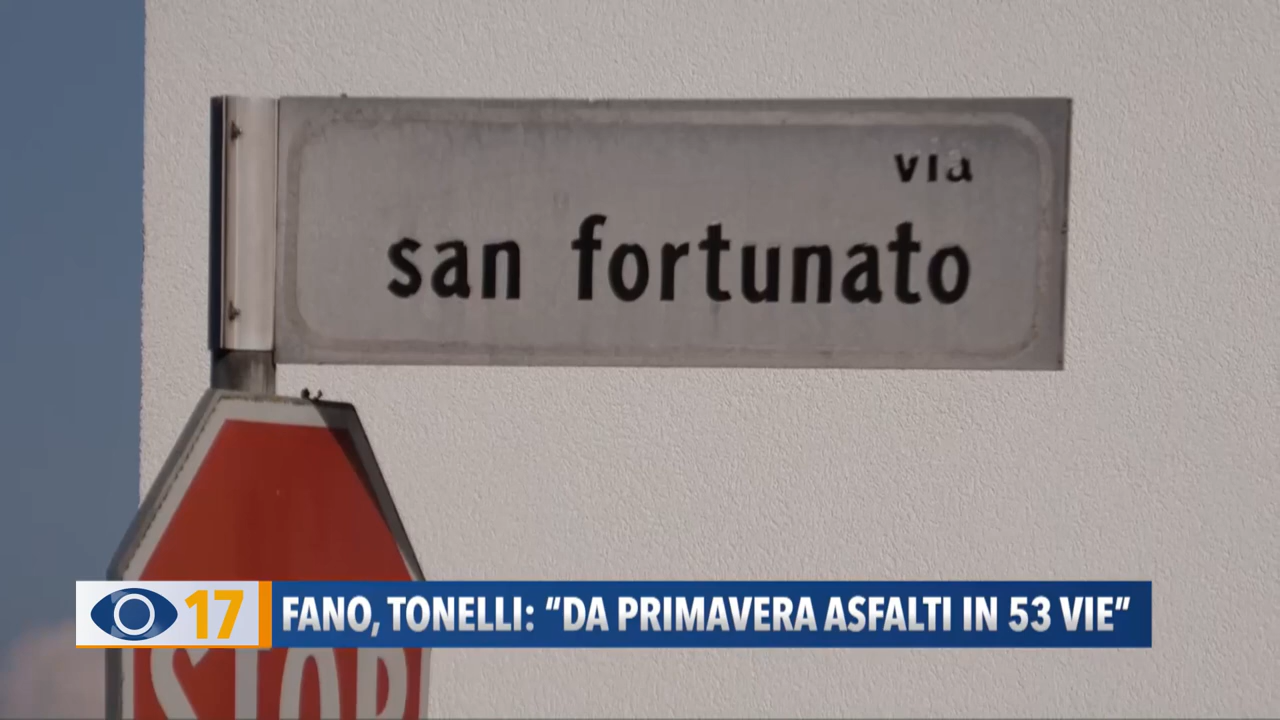 via
san fortunato
17 FANO, TONELLI: “DA PRIMAVERA ASFALTI IN 53 VIE”
STOP